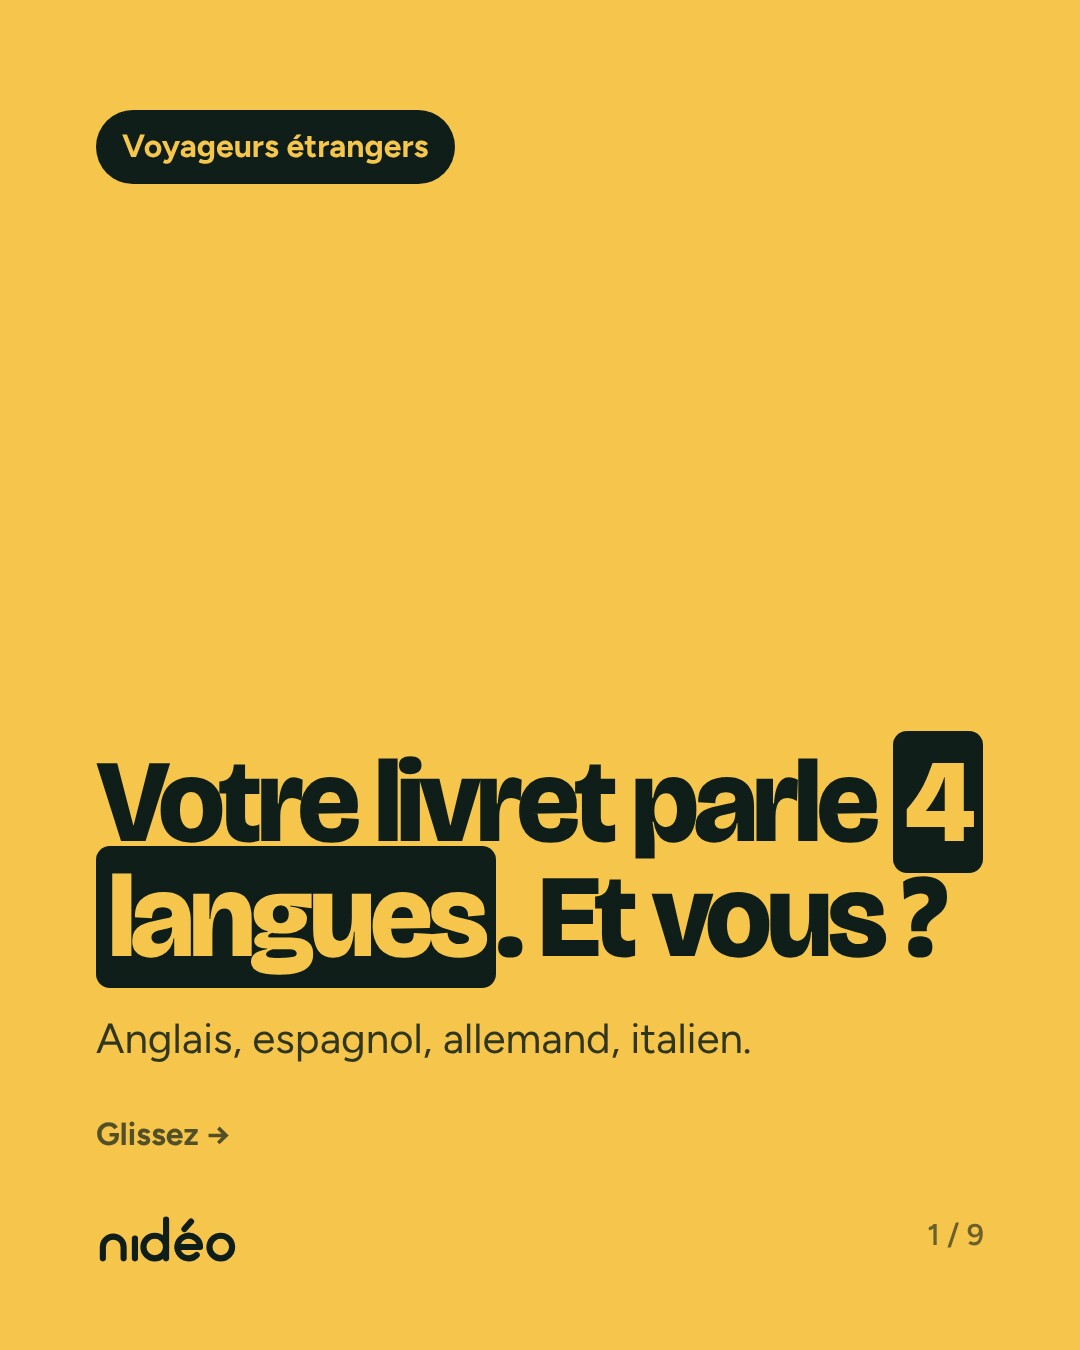 Voyageurs étrangers
Votre livret parle 4
langues. Et vous ?
Anglais, espagnol, allemand, italien.
Glissez →
nidéo
1 / 9